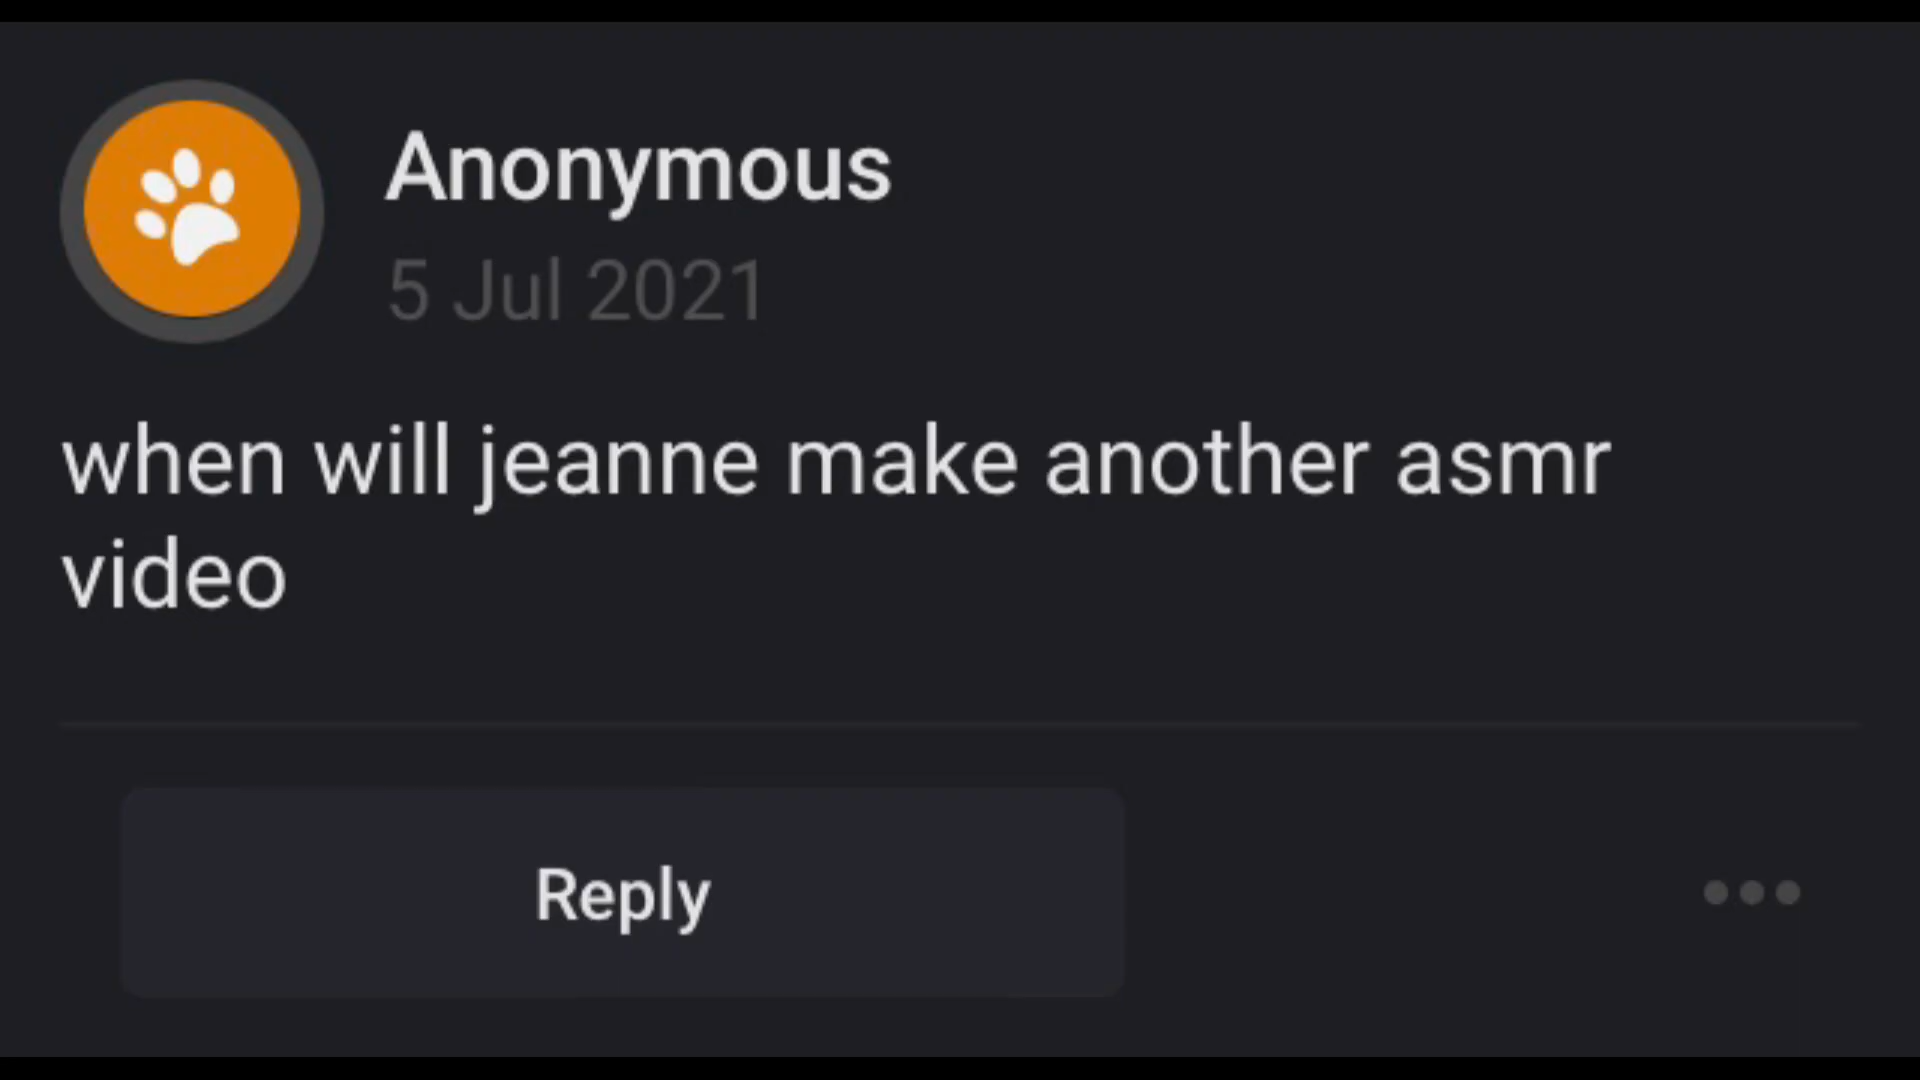 Anonymous
5 Jul 2021
when will jeanne make another asmr
video
Reply